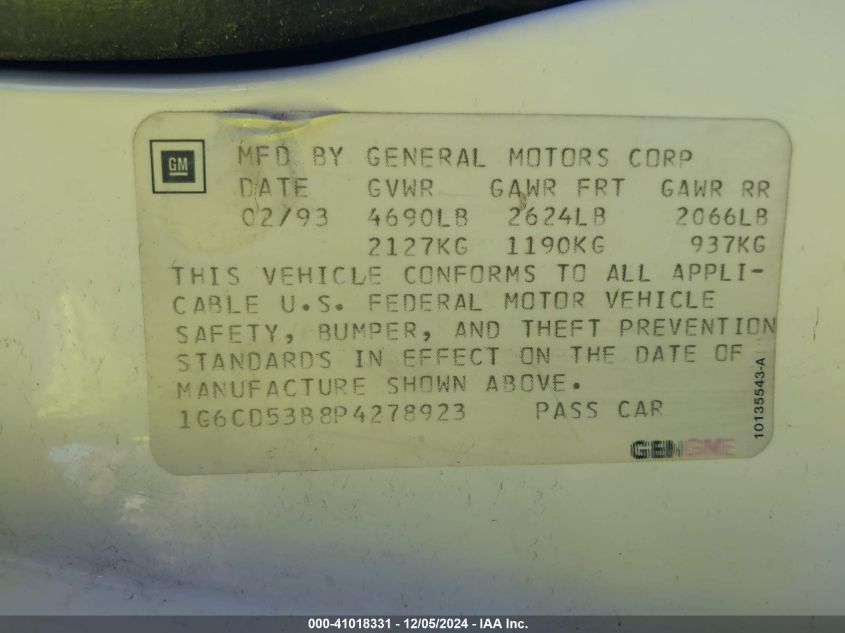 GM
MFD BY GENERAL MOTORS CORP
DATE GVWR GAWR FRT GAWR RR
02/93 4690LB 2624LB 2066LB
2127KG 1190KG 937KG
THIS VEHICLE CONFORMS TO ALL APPLI-
CABLE U.S. FEDERAL MOTOR VEHICLE
SAFETY, BUMPER, AND THEFT PREVENTION
STANDARDS IN EFFECT ON THE DATE OF
MANUFACTURE SHOWN ABOVE.
1G6CD53B8P4278923 PASS CAR
10135543-A
000-41018331 - 12/05/2024 - IAA Inc.